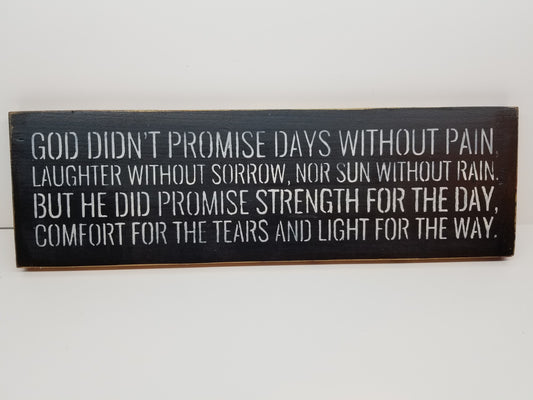 GOD DIDN'T PROMISE DAYS WITHOUT PAIN.
LAUGHTER WITHOUT SORROW, NOR SUN WITHOUT RAIN.
BUT HE DID PROMISE STRENGTH FOR THE DAY,
COMFORT FOR THE TEARS AND LIGHT FOR THE WAY.